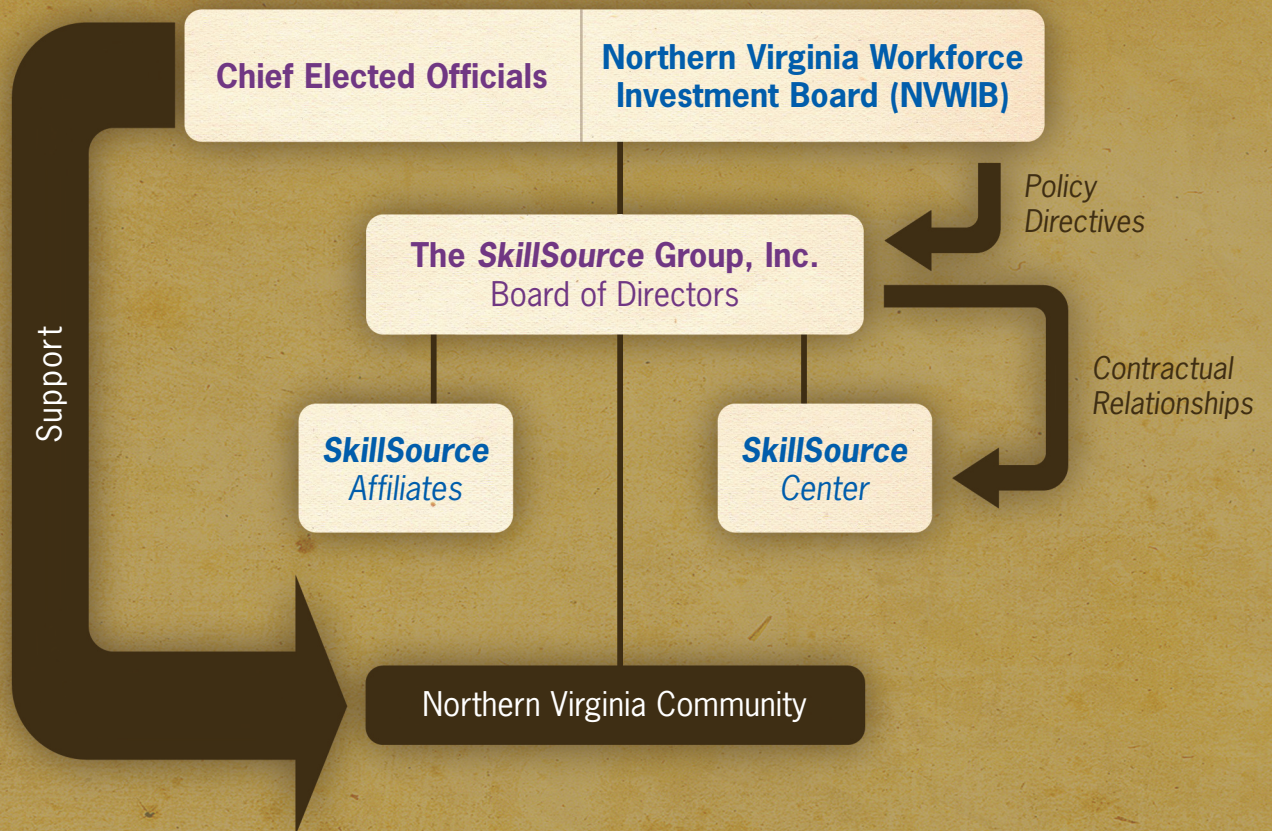 Chief Elected Officials
Northern Virginia Workforce
Investment Board (NVWIB)
Policy
Directives
The SkillSource Group, Inc.
Board of Directors
Support
Contractual
Relationships
SkillSource
Affiliates
SkillSource
Center
Northern Virginia Community